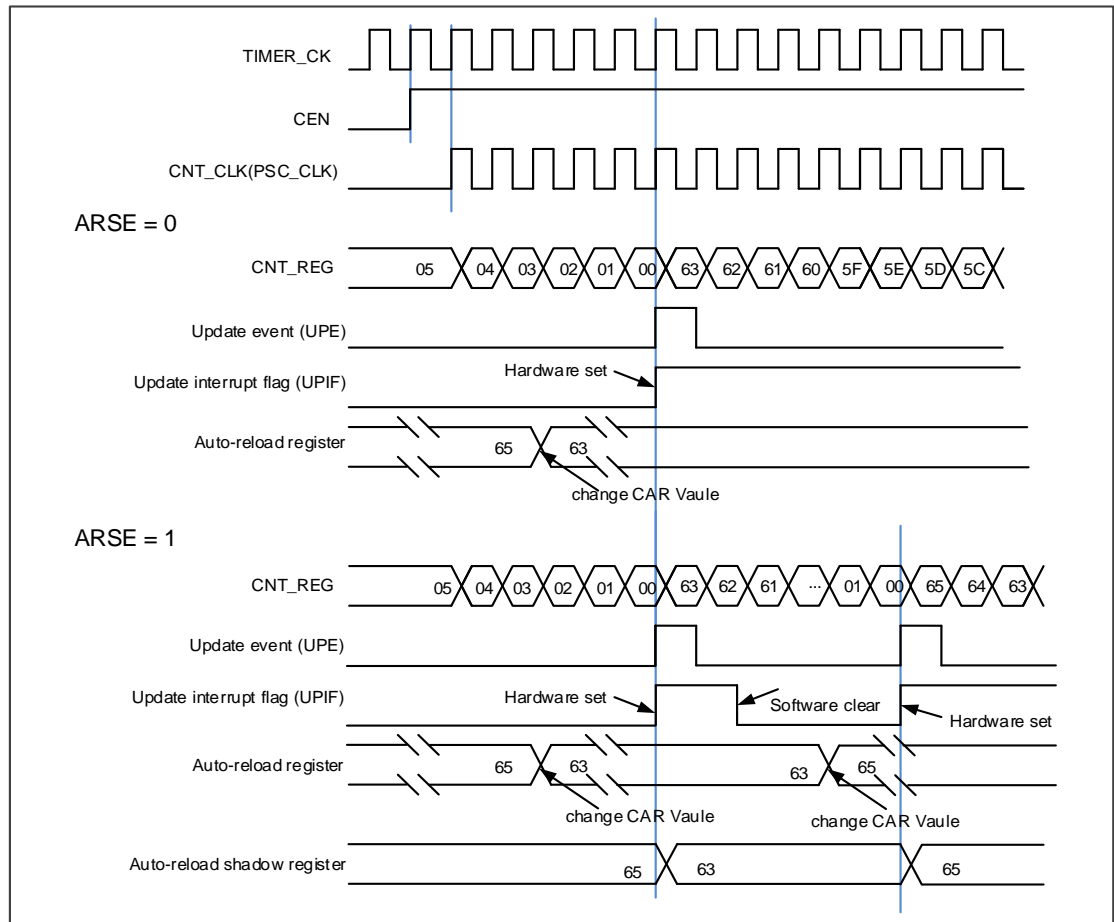 TIMER_CK
CEN
CNT_CLK(PSC_CLK)
ARSE = 0
CNT_REG 05 04 03 02 01 00 63 62 61 60 5F 5E 5D 5C
Update event (UPE)
Hardware set
Update interrupt flag (UPIF)
Auto-reload register 65 63
change CAR Vaule
ARSE = 1
CNT_REG 05 04 03 02 01 00 63 62 61 ... 01 00 65 64 63
Update event (UPE)
Update interrupt flag (UPIF) Hardware set Software clear Hardware set
Auto-reload register 65 63 63 65
change CAR Vaule change CAR Vaule
Auto-reload shadow register 65 63 65